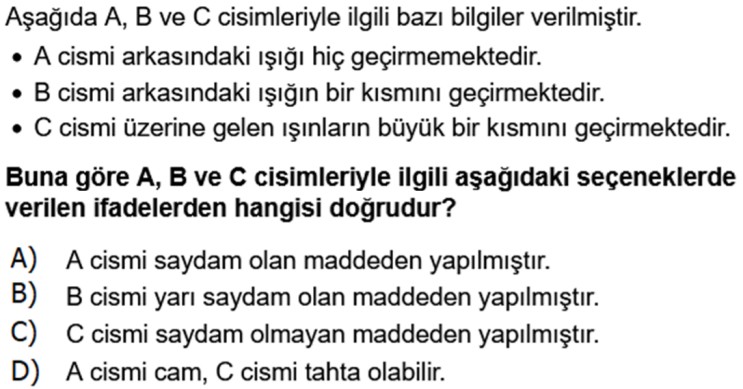 Aşağıda A, B ve C cisimleriyle ilgili bazı bilgiler verilmiştir.
• A cismi arkasındaki ışığı hiç geçirmemektedir.
• B cismi arkasındaki ışığın bir kısmını geçirmektedir.
• C cismi üzerine gelen ışınların büyük bir kısmını geçirmektedir.
Buna göre A, B ve C cisimleriyle ilgili aşağıdaki seçeneklerde
verilen ifadelerden hangisi doğrudur?
A) A cismi saydam olan maddeden yapılmıştır.
B) B cismi yarı saydam olan maddeden yapılmıştır.
C) C cismi saydam olmayan maddeden yapılmıştır.
D) A cismi cam, C cismi tahta olabilir.